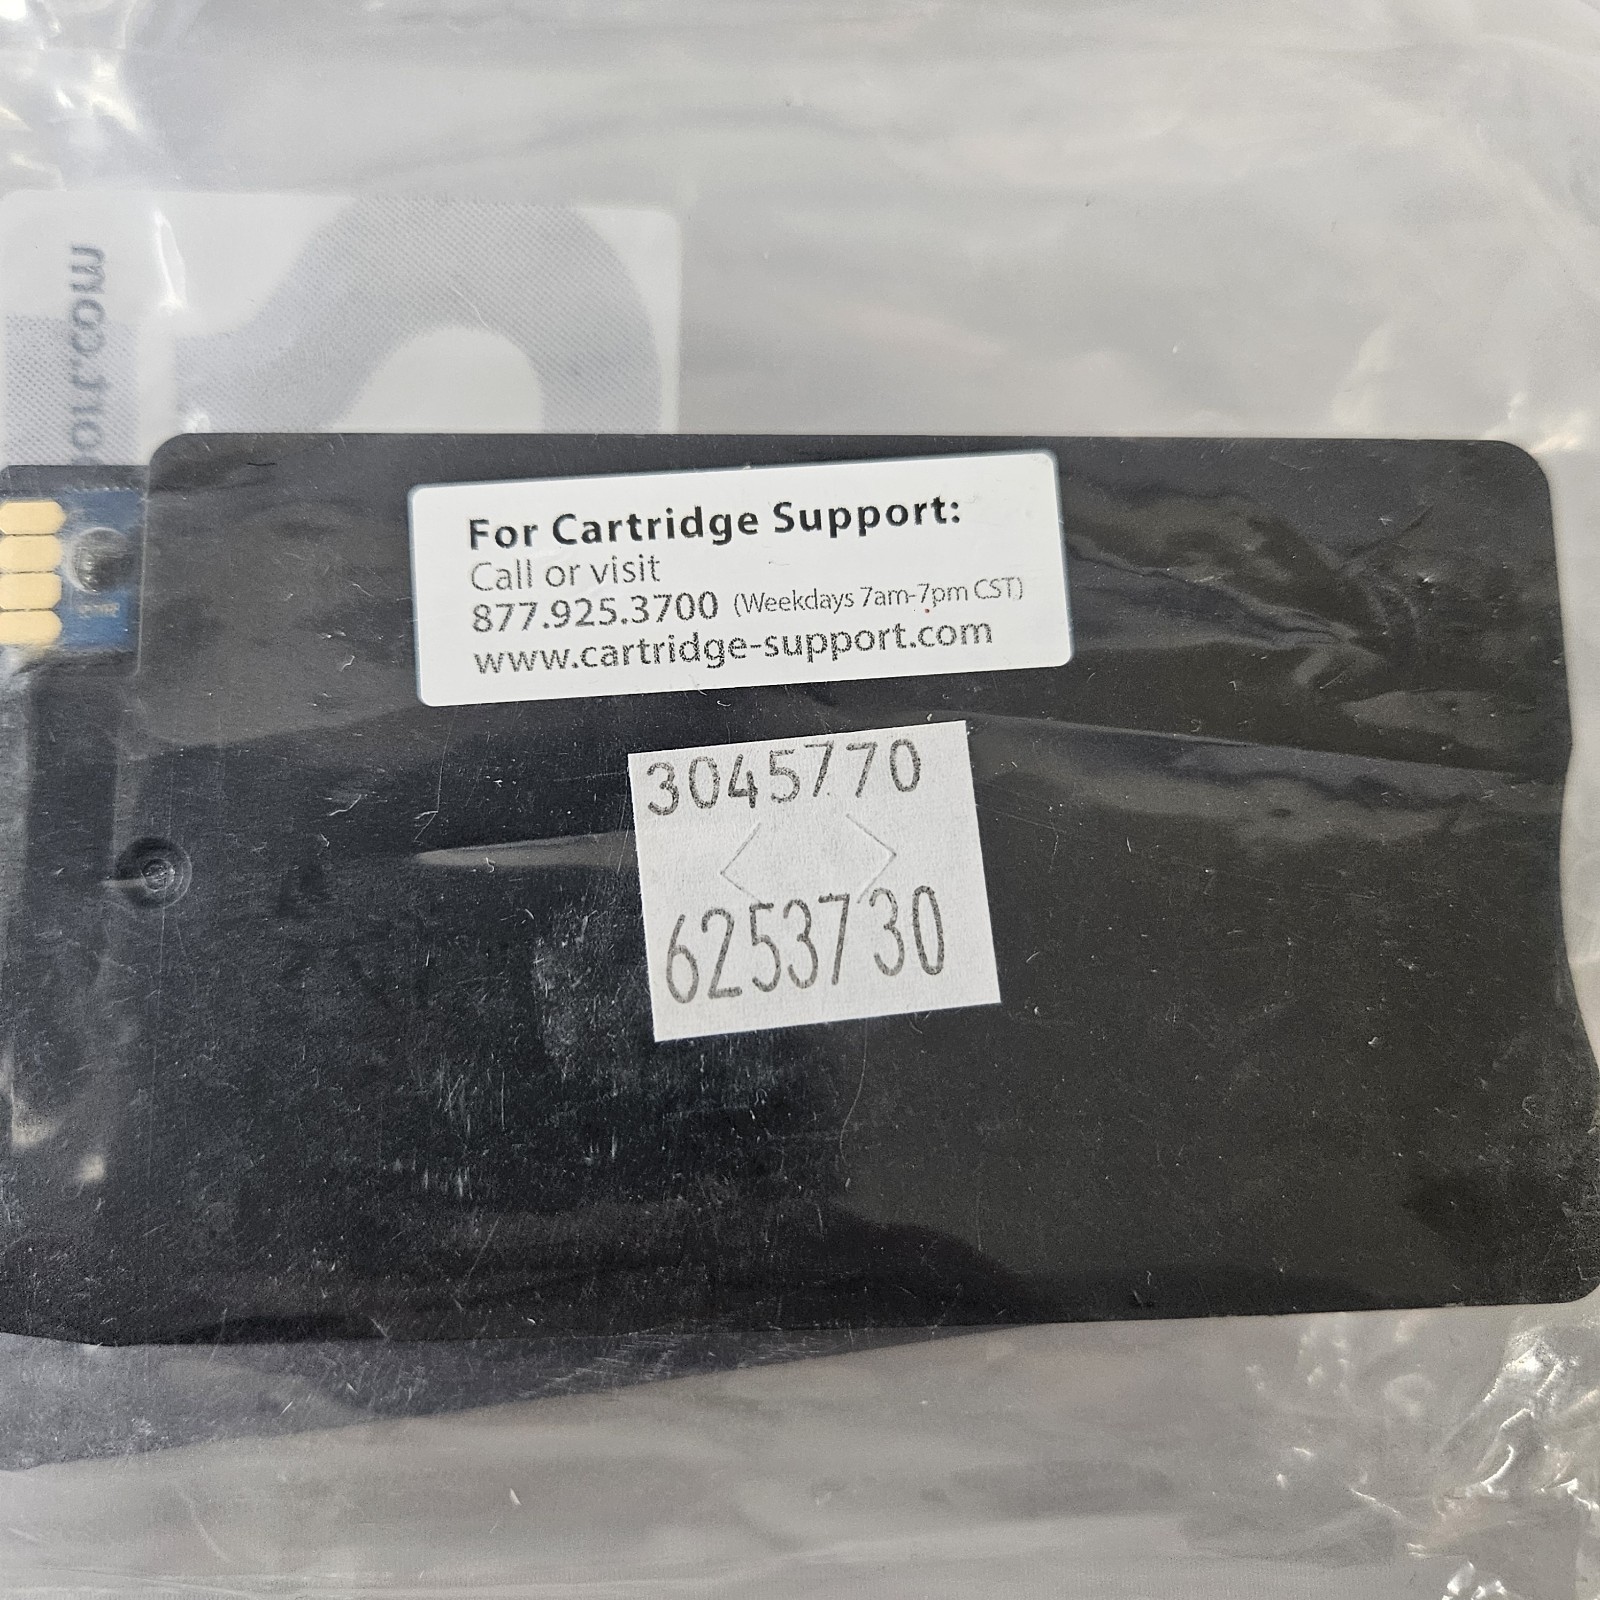 For Cartridge Support:
Call or visit
877.925.3700 (Weekdays 7am-7pm CST)
www.cartridge-support.com
3045770
6253730